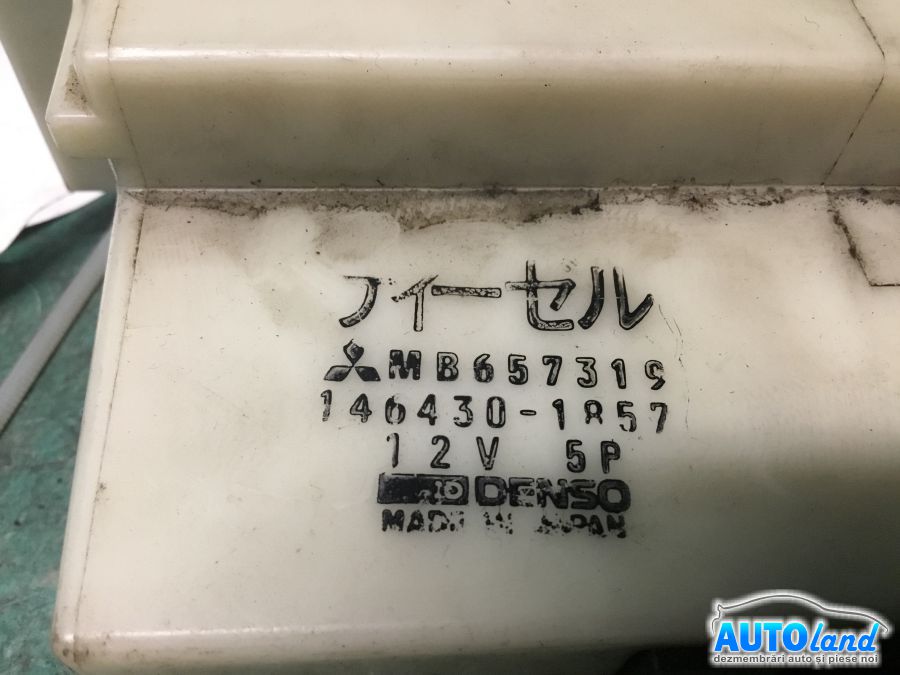 フィーセル
MB657319
146430-1857
12V 5P
DENSO
MADE IN JAPAN
AUTOland
dezmembrări auto și piese noi